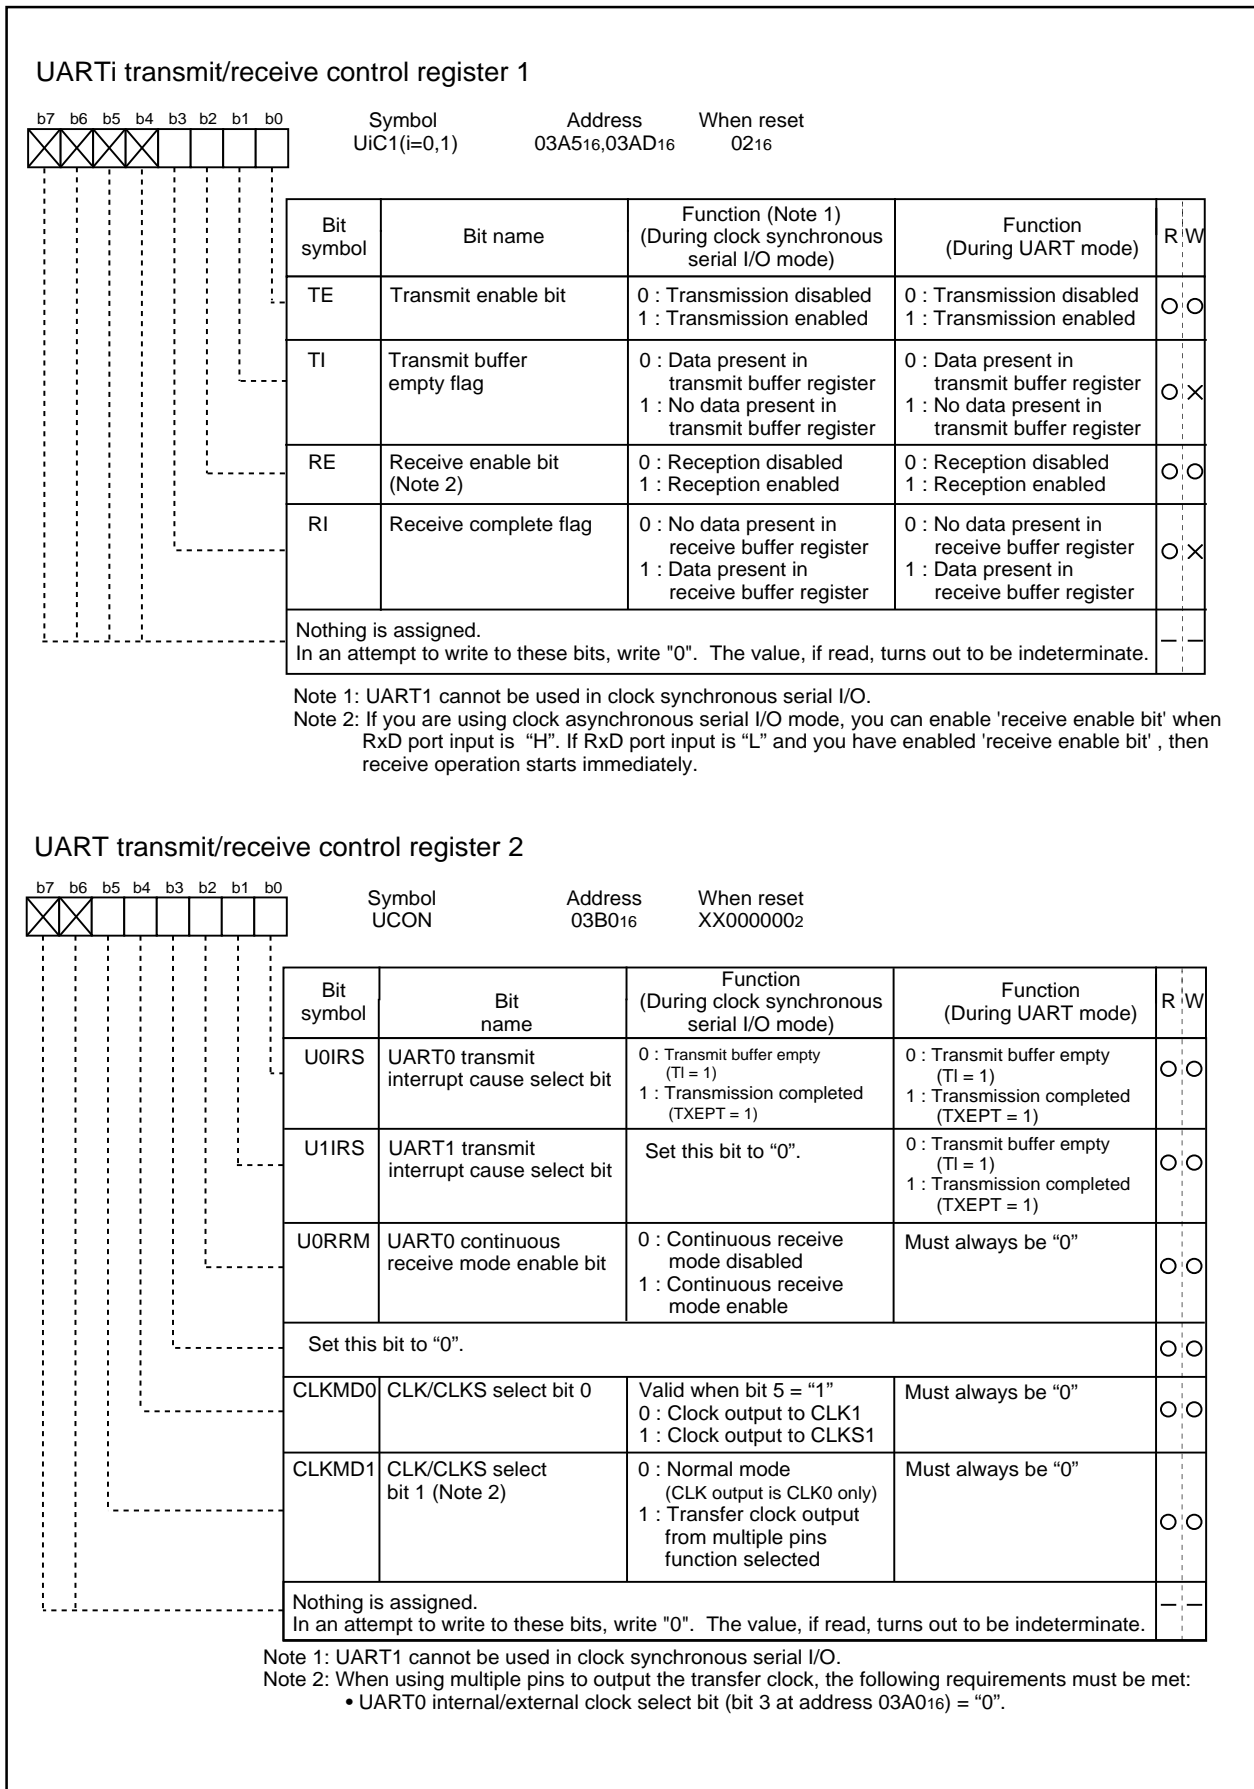 UARTi transmit/receive control register 1
b7 b6 b5 b4 b3 b2 b1 b0
Symbol Address When reset
UiC1(i=0,1) 03A516,03AD16 0216
Bit symbol Bit name Function (Note 1) (During clock synchronous serial I/O mode) Function (During UART mode) R W
TE Transmit enable bit 0 : Transmission disabled 0 : Transmission disabled
1 : Transmission enabled 1 : Transmission enabled
TI Transmit buffer 0 : Data present in 0 : Data present in
empty flag transmit buffer register transmit buffer register
1 : No data present in 1 : No data present in
transmit buffer register transmit buffer register
RE Receive enable bit 0 : Reception disabled 0 : Reception disabled
(Note 2) 1 : Reception enabled 1 : Reception enabled
RI Receive complete flag 0 : No data present in 0 : No data present in
receive buffer register receive buffer register
1 : Data present in 1 : Data present in
receive buffer register receive buffer register
Nothing is assigned.
In an attempt to write to these bits, write "0". The value, if read, turns out to be indeterminate. – –
Note 1: UART1 cannot be used in clock synchronous serial I/O.
Note 2: If you are using clock asynchronous serial I/O mode, you can enable 'receive enable bit' when
RxD port input is “H”. If RxD port input is “L” and you have enabled 'receive enable bit' , then
receive operation starts immediately.
UART transmit/receive control register 2
b7 b6 b5 b4 b3 b2 b1 b0
Symbol Address When reset
UCON 03B016 XX0000002
Bit symbol Bit name Function (During clock synchronous serial I/O mode) Function (During UART mode) R W
U0IRS UART0 transmit 0 : Transmit buffer empty 0 : Transmit buffer empty
interrupt cause select bit (TI = 1) (TI = 1)
1 : Transmission completed 1 : Transmission completed
(TXEPT = 1) (TXEPT = 1)
U1IRS UART1 transmit Set this bit to “0”. 0 : Transmit buffer empty
interrupt cause select bit (TI = 1)
1 : Transmission completed
(TXEPT = 1)
U0RRM UART0 continuous 0 : Continuous receive Must always be “0”
receive mode enable bit mode disabled
1 : Continuous receive
mode enable
Set this bit to “0”.
CLKMD0 CLK/CLKS select bit 0 Valid when bit 5 = “1” Must always be “0”
0 : Clock output to CLK1
1 : Clock output to CLKS1
CLKMD1 CLK/CLKS select 0 : Normal mode Must always be “0”
bit 1 (Note 2) (CLK output is CLK0 only)
1 : Transfer clock output
from multiple pins
function selected
Nothing is assigned.
In an attempt to write to these bits, write "0". The value, if read, turns out to be indeterminate. – –
Note 1: UART1 cannot be used in clock synchronous serial I/O.
Note 2: When using multiple pins to output the transfer clock, the following requirements must be met:
• UART0 internal/external clock select bit (bit 3 at address 03A016) = “0”.